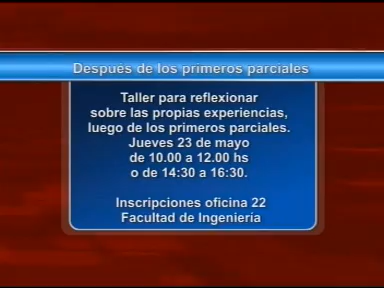 Después de los primeros parciales
Taller para reflexionar
sobre las propias experiencias,
luego de los primeros parciales.
Jueves 23 de mayo
de 10.00 a 12.00 hs
o de 14:30 a 16:30.
Inscripciones oficina 22
Facultad de Ingeniería